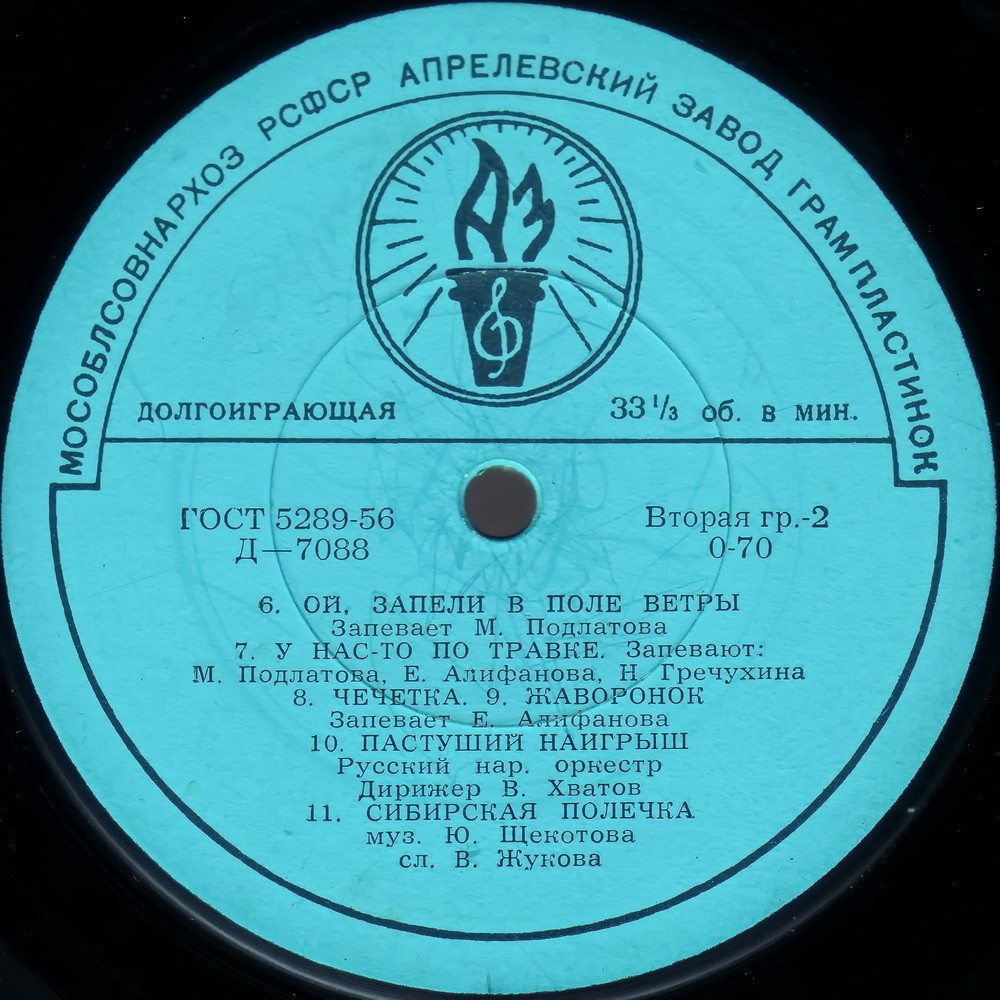 МОСОБЛСОВНАРХОЗ РСФСР АПРЕЛЕВСКИЙ ЗАВОД ГРАМПЛАСТИНОК
АЗ
ДОЛГОИГРАЮЩАЯ 33 1/3 об. в мин.
ГОСТ 5289-56 Вторая гр.-2
Д—7088 0-70
6. ОЙ, ЗАПЕЛИ В ПОЛЕ ВЕТРЫ
Запевает М. Подлатова
7. У НАС-ТО ПО ТРАВКЕ. Запевают:
М. Подлатова, Е. Алифанова, Н. Гречухина
8. ЧЕЧЕТКА. 9. ЖАВОРОНОК
Запевает Е. Алифанова
10. ПАСТУШИЙ НАИГРЫШ
Русский нар. оркестр
Дирижер В. Хватов
11. СИБИРСКАЯ ПОЛЕЧКА
муз. Ю. Щекотова
сл. В. Жукова